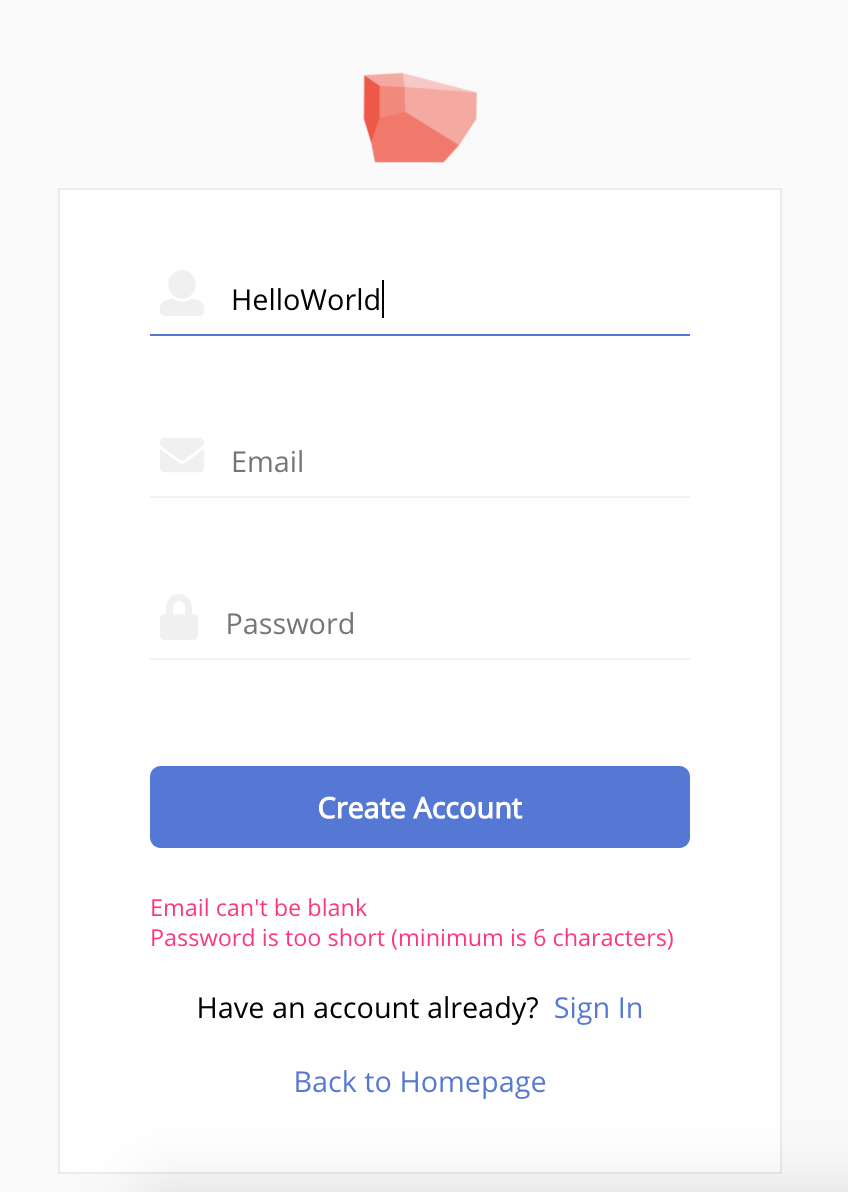 HelloWorld
Email
Password
Create Account
Email can't be blank
Password is too short (minimum is 6 characters)
Have an account already? Sign In
Back to Homepage